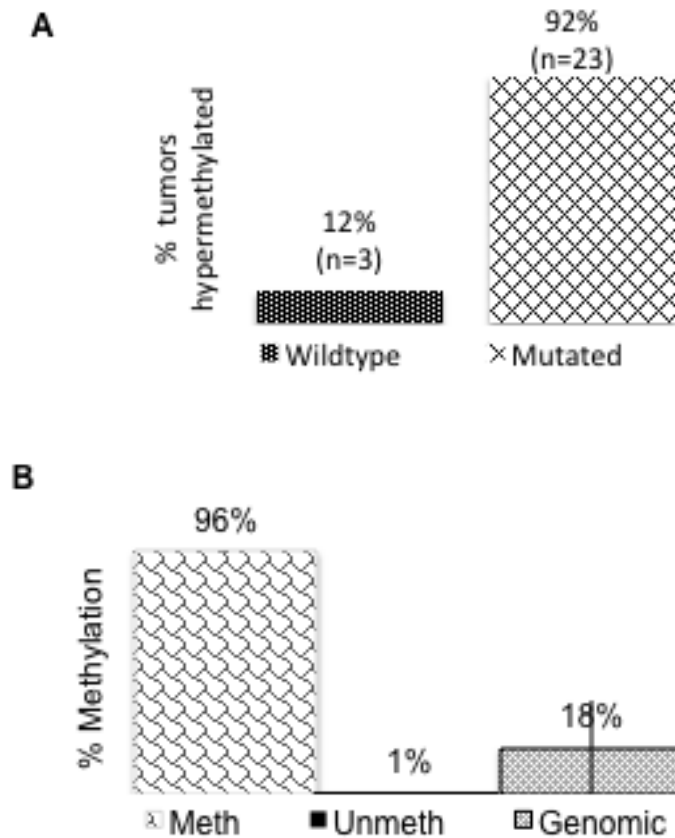 A
92%
(n=23)
% tumors
hypermethylated
12%
(n=3)
Wildtype
Mutated
B
96%
% Methylation
1%
18%
Meth
Unmeth
Genomic